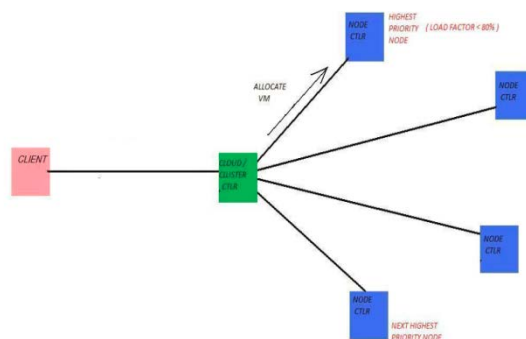 NODE
CTLR
HIGHEST
PRIORITY
NODE
( LOAD FACTOR < 80% )
ALLOCATE
VM
NODE
CTLR
CLIENT
CLOUD /
CLUSTER
CTLR
NODE
CTLR
NODE
CTLR
NEXT HIGHEST
PRIORITY NODE